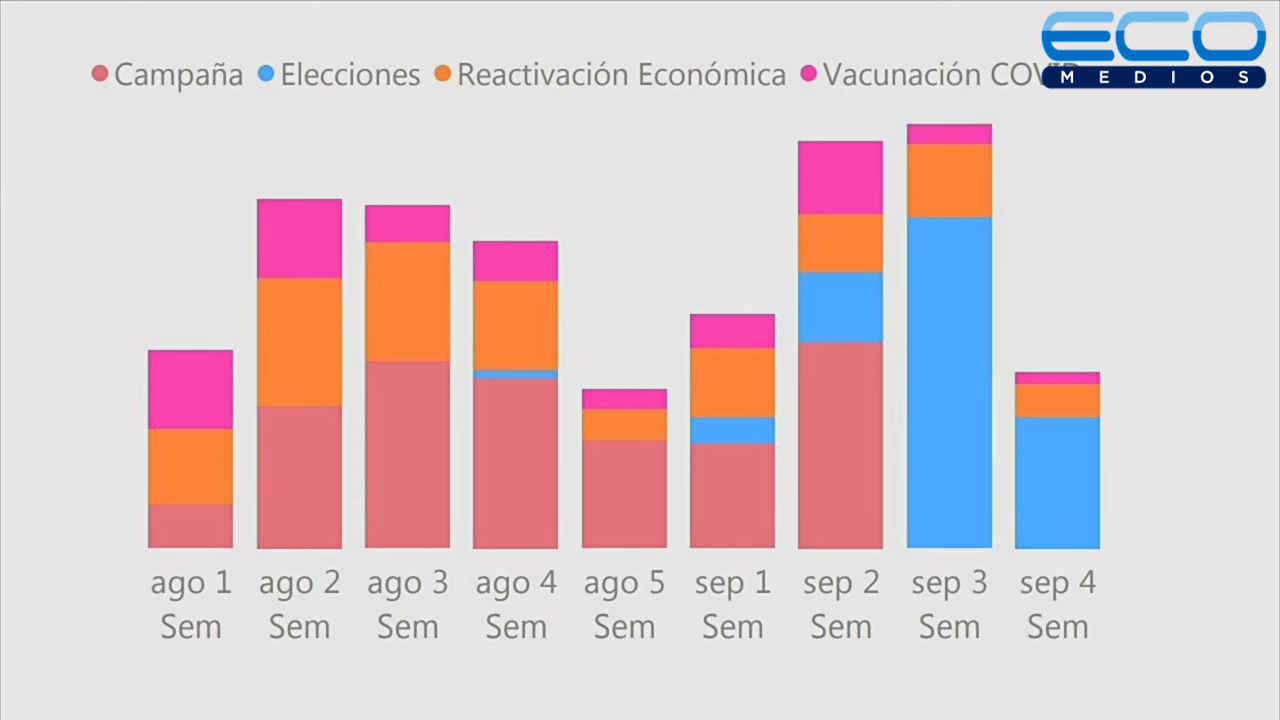 ECO
MEDIOS
Campaña Elecciones Reactivación Económica Vacunación
ago 1 ago 2 ago 3 ago 4 ago 5 sep 1 sep 2 sep 3 sep 4
Sem Sem Sem Sem Sem Sem Sem Sem Sem